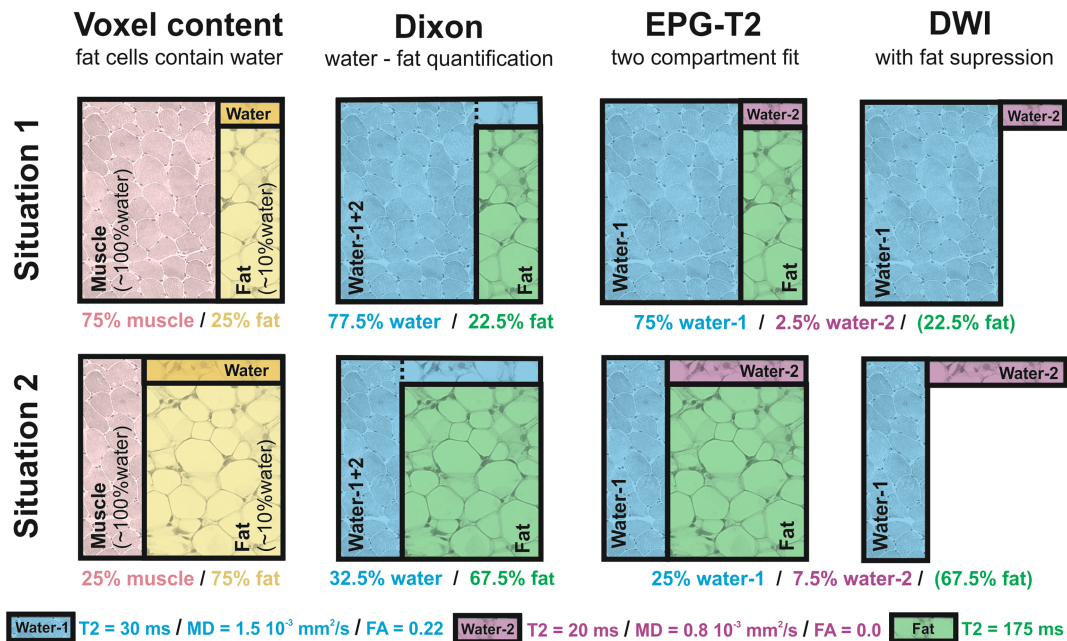 Voxel content
fat cells contain water
Dixon
water - fat quantification
EPG-T2
two compartment fit
DWI
with fat supression
Situation 1
Muscle
(~100%water)
Water
Fat
(~10%water)
75% muscle / 25% fat
Water-1+2
Fat
77.5% water / 22.5% fat
Water-1
Water-2
Fat
Water-1
Water-2
75% water-1 / 2.5% water-2 / (22.5% fat)
Situation 2
Muscle
(~100%water)
Water
Fat
(~10%water)
25% muscle / 75% fat
Water-1+2
Fat
32.5% water / 67.5% fat
Water-1
Water-2
Fat
Water-1
Water-2
25% water-1 / 7.5% water-2 / (67.5% fat)
Water-1 T2 = 30 ms / MD = 1.5 10⁻³ mm²/s / FA = 0.22 Water-2 T2 = 20 ms / MD = 0.8 10⁻³ mm²/s / FA = 0.0 Fat T2 = 175 ms